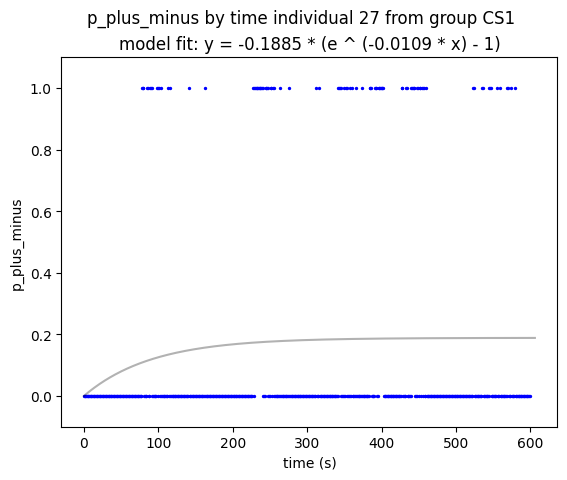 p_plus_minus by time individual 27 from group CS1
model fit: y = -0.1885 * (e ^ (-0.0109 * x) - 1)
1.0
0.8
0.6
0.4
0.2
0.0
p_plus_minus
0 100 200 300 400 500 600
time (s)